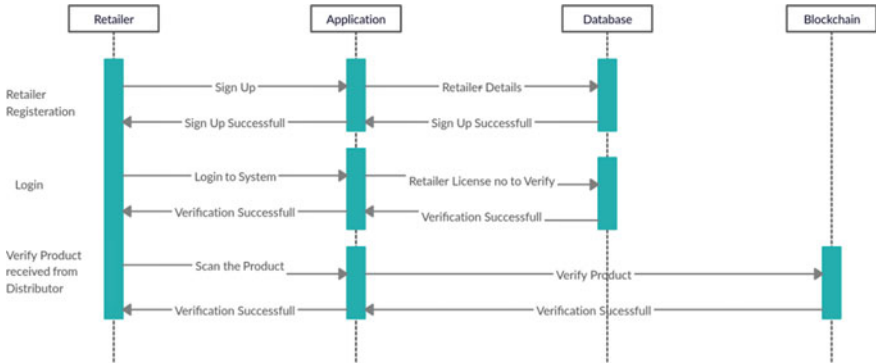 Retailer
Application
Database
Blockchain
Sign Up
Retailer Details
Retailer
Registeration
Sign Up Successfull
Sign Up Successfull
Login to System
Retailer License no to Verify
Login
Verification Successfull
Verification Successfull
Verify Product
received from
Distributor
Scan the Product
Verify Product
Verification Successfull
Verification Sucessfull